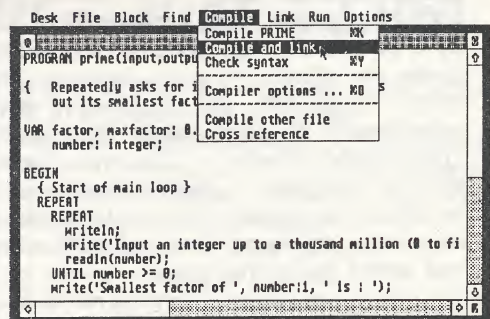 Desk File Block Find Compile Link Run Options
Compile PRIME ⌘K
Compile and link
Check syntax ⌘Y
Compiler options ... ⌘O
Compile other file
Cross reference
PROGRAM prime(input,outpu
{ Repeatedly asks for i s
out its smallest fact
VAR factor, maxfactor: 0.
number: integer;
BEGIN
{ Start of main loop }
REPEAT
REPEAT
writeln;
write('Input an integer up to a thousand million (0 to fi
readln(number);
UNTIL number >= 0;
write('Smallest factor of ', number:1, ' is : ');